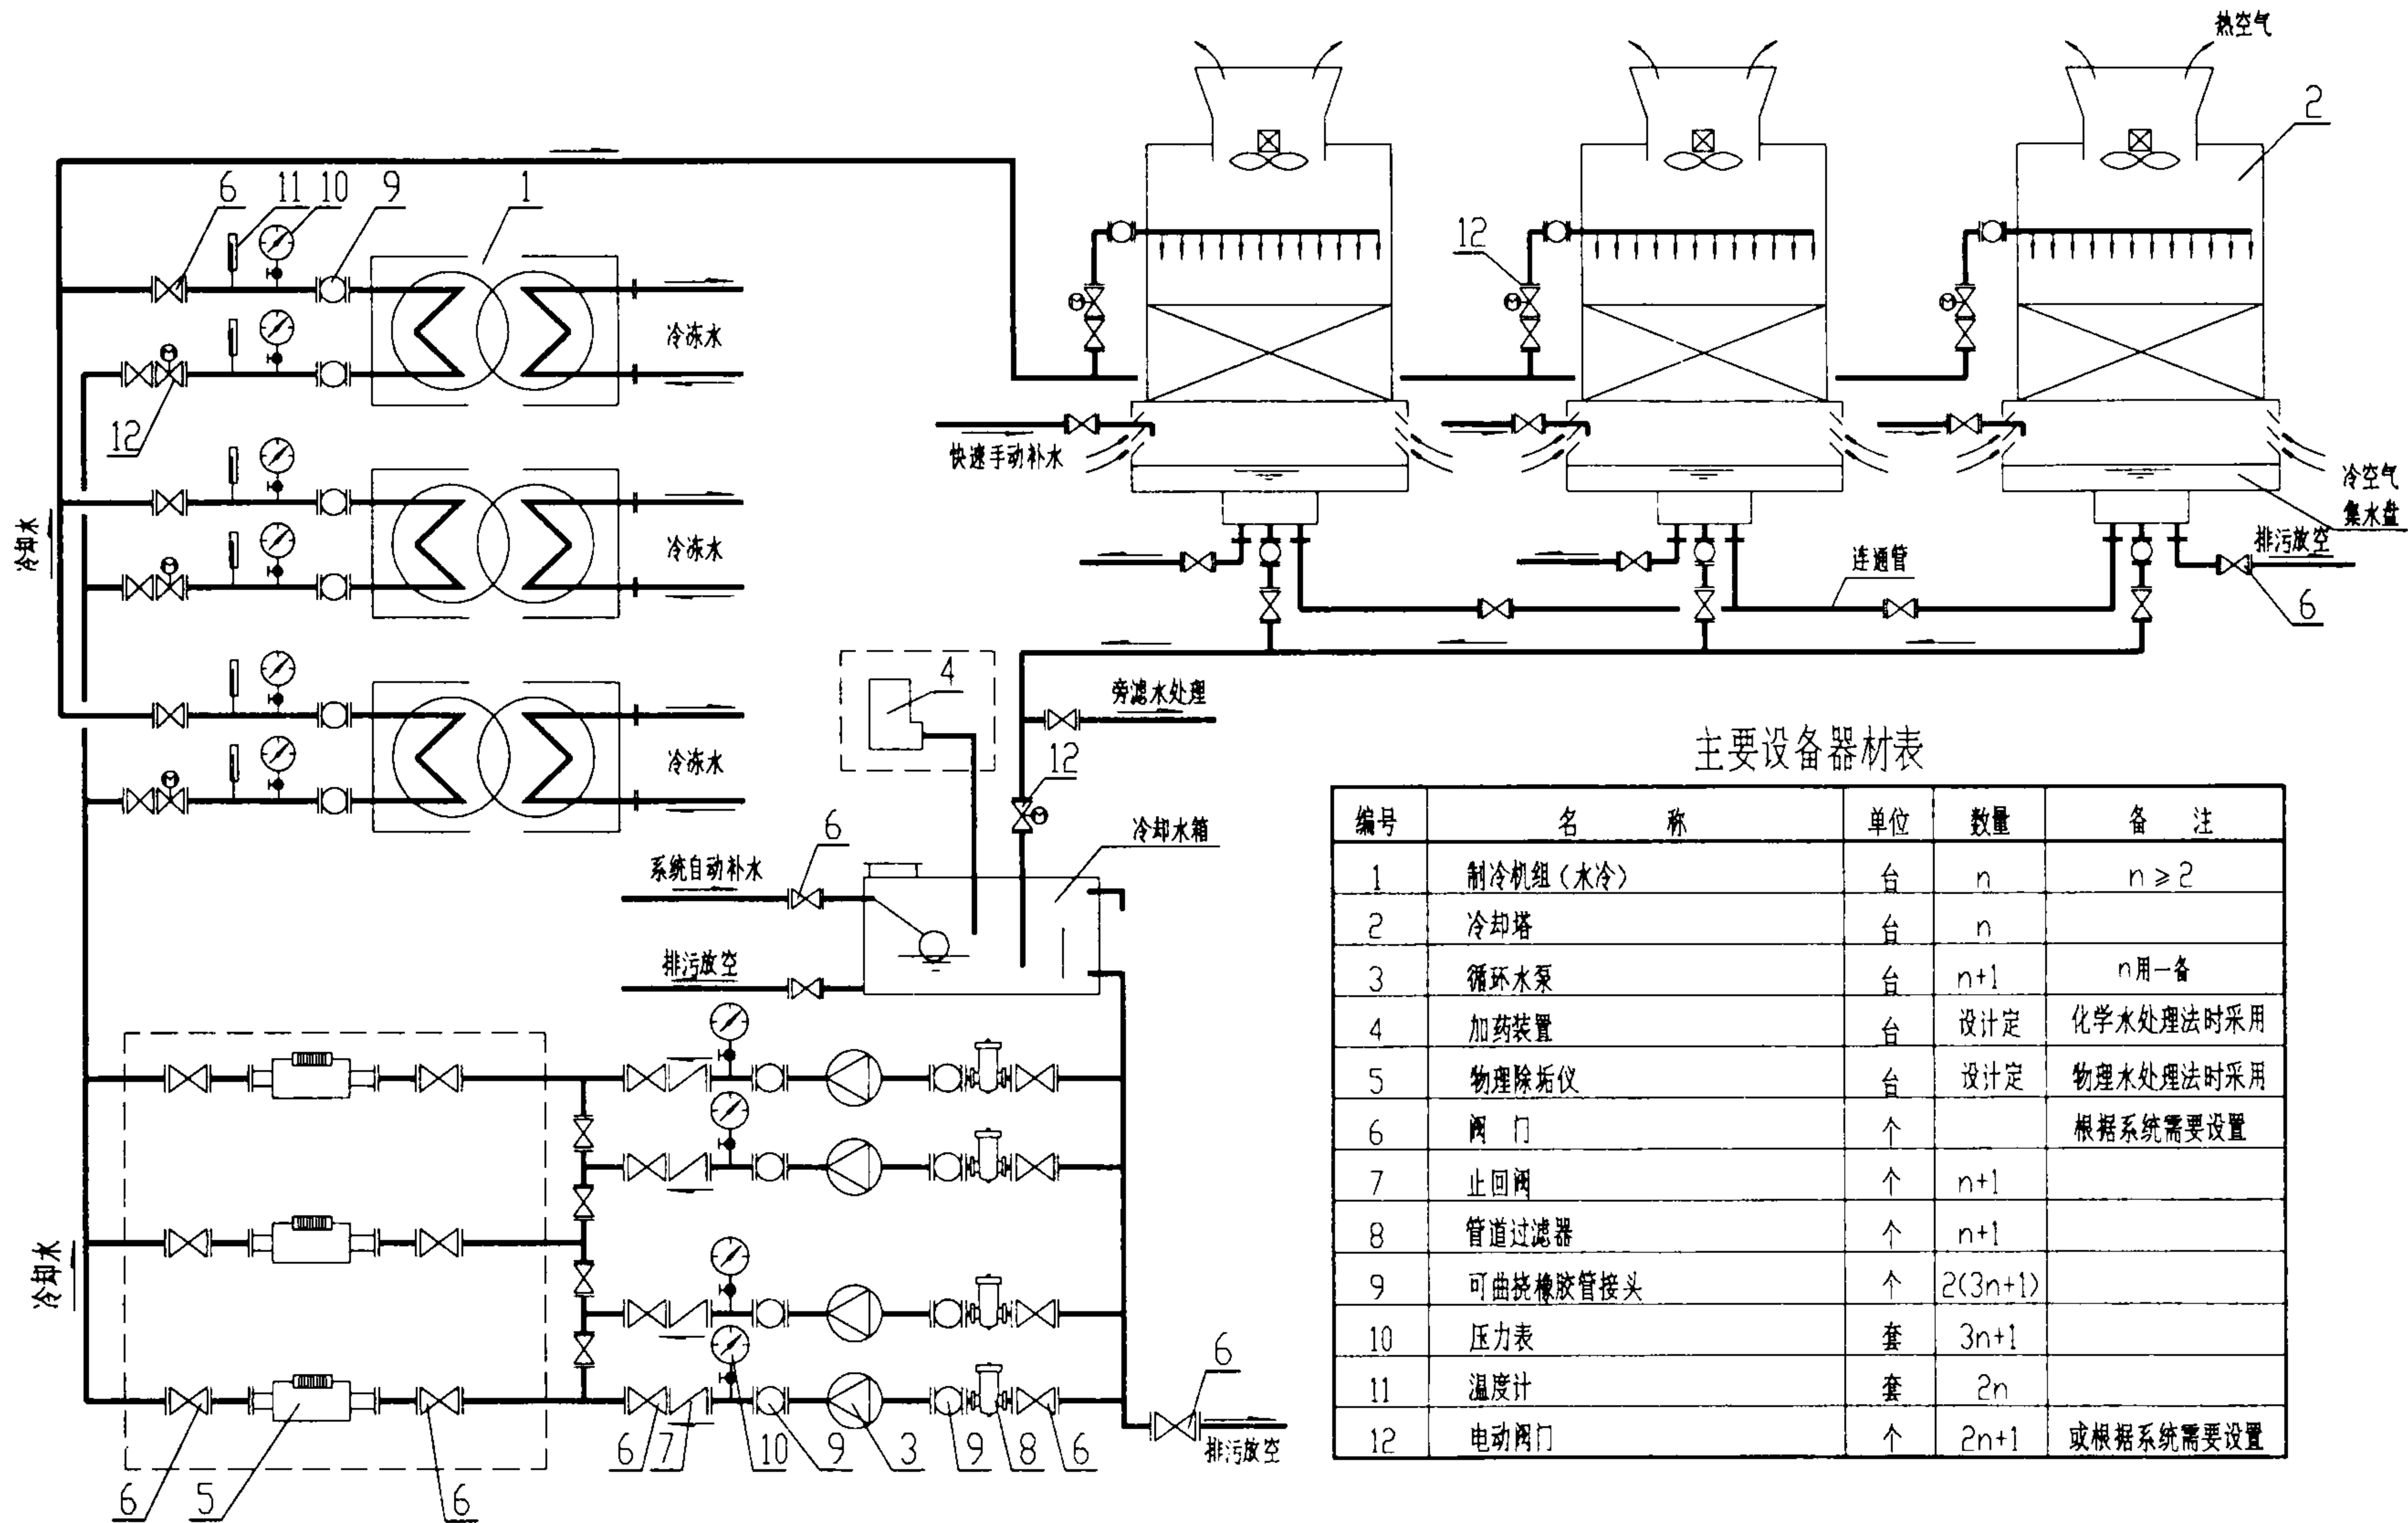 热空气
2
6 11 10 9 1
12
冷冻水
12
快速手动补水
冷空气
集水盘
冷却水
冷冻水
排污放空
连通管
6
4
旁滤水处理
冷冻水
12
主要设备器材表
冷却水箱
6
系统自动补水
排污放空
编号 名 称 单位 数量 备 注
1 制冷机组(水冷) 台 n n≥2
2 冷却塔 台 n
3 循环水泵 台 n+1 n用一备
4 加药装置 台 设计定 化学水处理法时采用
5 物理除垢仪 台 设计定 物理水处理法时采用
6 阀 门 个 根据系统需要设置
7 止回阀 个 n+1
8 管道过滤器 个 n+1
9 可曲挠橡胶管接头 个 2(3n+1)
10 压力表 套 3n+1
11 温度计 套 2n
12 电动阀门 个 2n+1 或根据系统需要设置
冷却水
6
排污放空
6 7 10 9 3 9 8 6
6 5 6